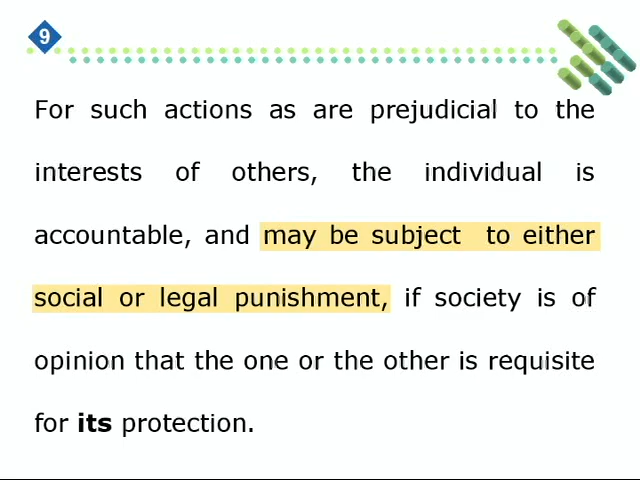 9
For such actions as are prejudicial to the
interests of others, the individual is
accountable, and may be subject to either
social or legal punishment, if society is of
opinion that the one or the other is requisite
for its protection.